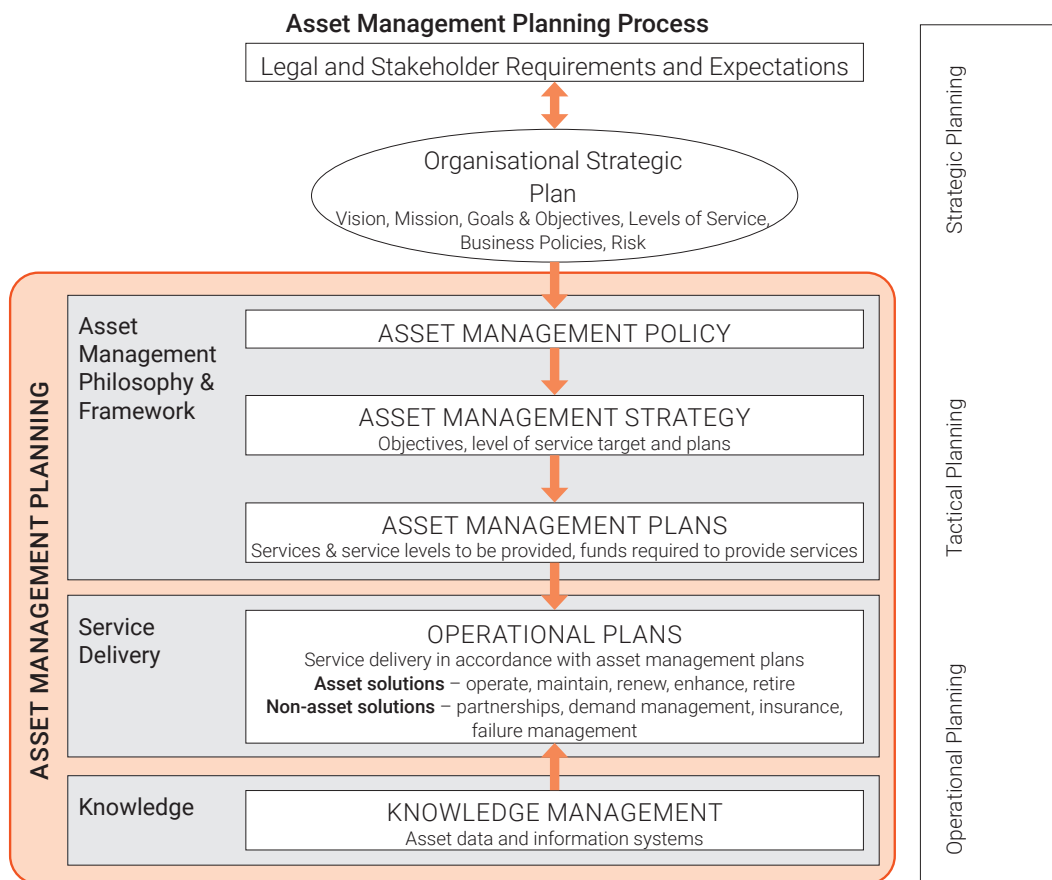 Asset Management Planning Process
Legal and Stakeholder Requirements and Expectations
Organisational Strategic
Plan
Vision, Mission, Goals & Objectives, Levels of Service,
Business Policies, Risk
ASSET MANAGEMENT PLANNING
Asset
Management
Philosophy &
Framework
ASSET MANAGEMENT POLICY
ASSET MANAGEMENT STRATEGY
Objectives, level of service target and plans
ASSET MANAGEMENT PLANS
Services & service levels to be provided, funds required to provide services
Service
Delivery
OPERATIONAL PLANS
Service delivery in accordance with asset management plans
Asset solutions – operate, maintain, renew, enhance, retire
Non-asset solutions – partnerships, demand management, insurance,
failure management
Knowledge
KNOWLEDGE MANAGEMENT
Asset data and information systems
Strategic Planning
Tactical Planning
Operational Planning